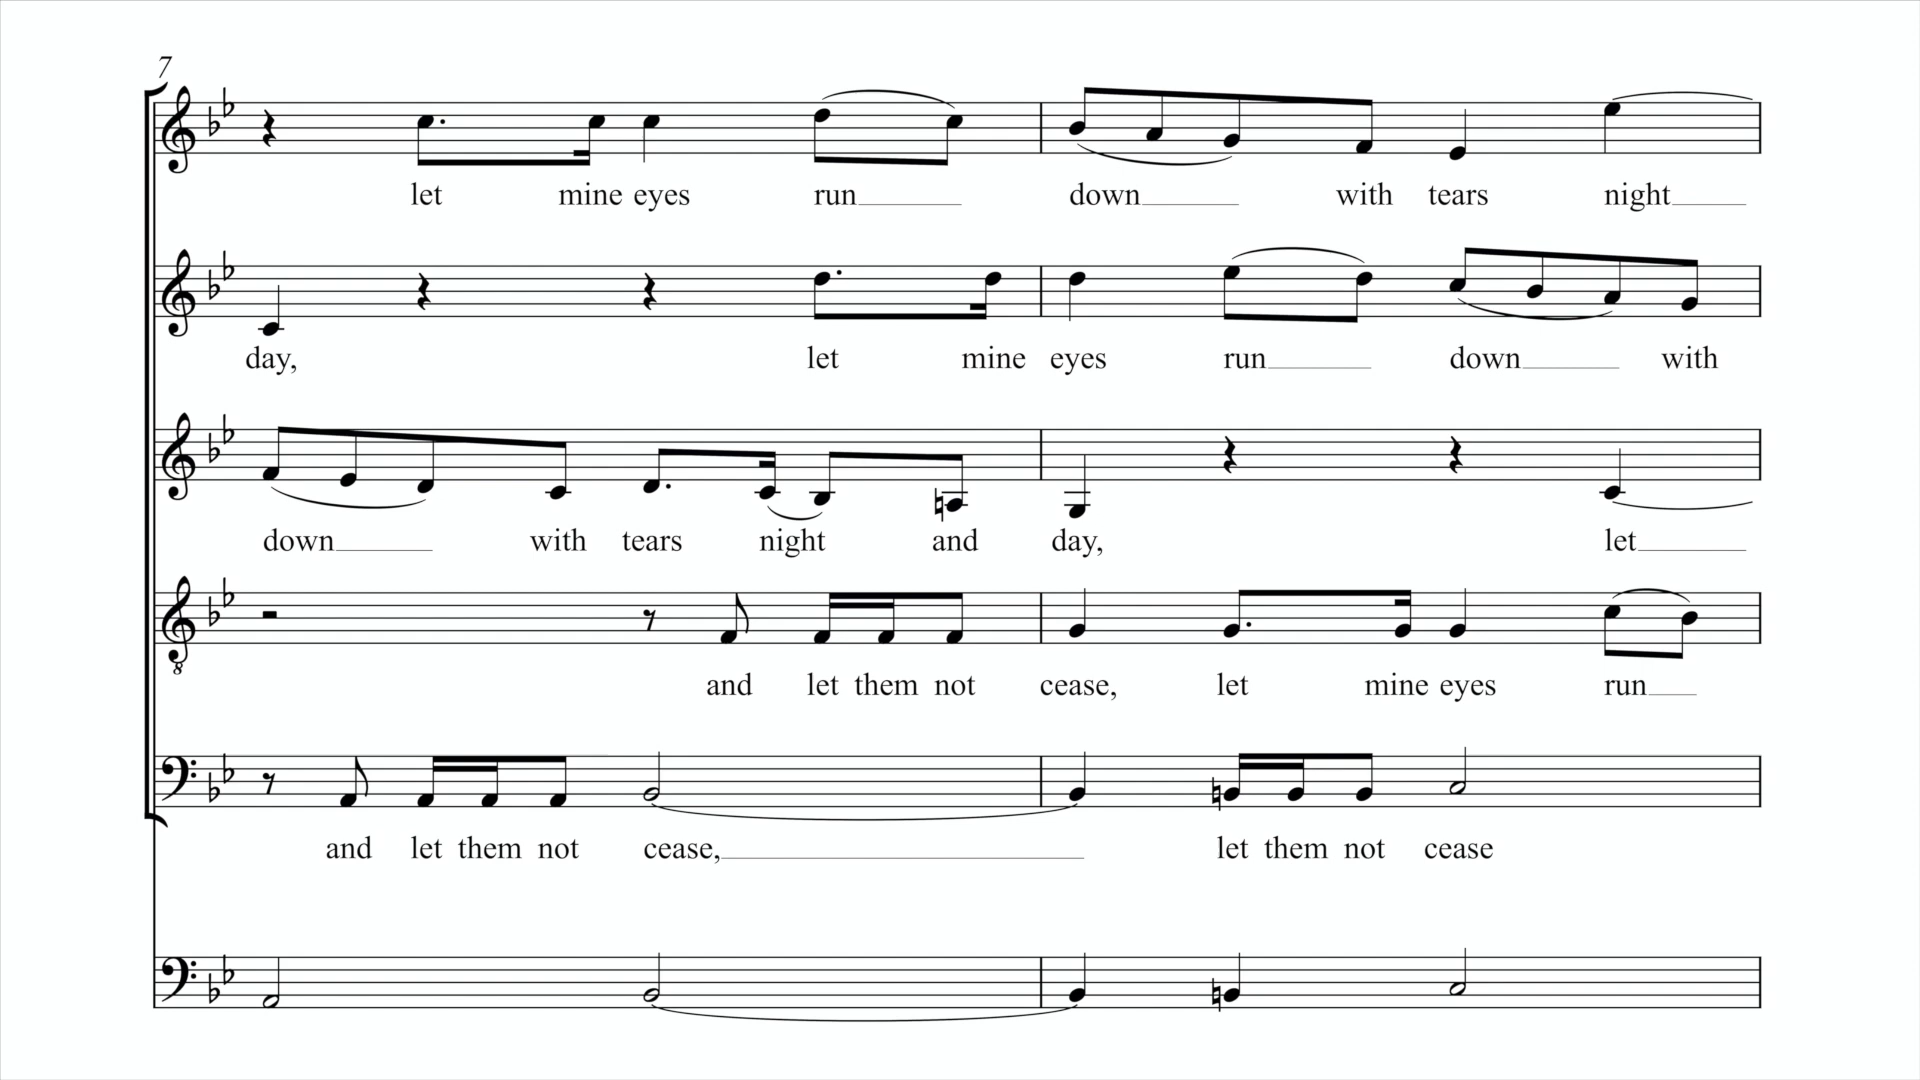 7
let mine eyes run down with tears night
day, let mine eyes run down with
down with tears night and day, let
8
and let them not cease, let mine eyes run
and let them not cease, let them not cease